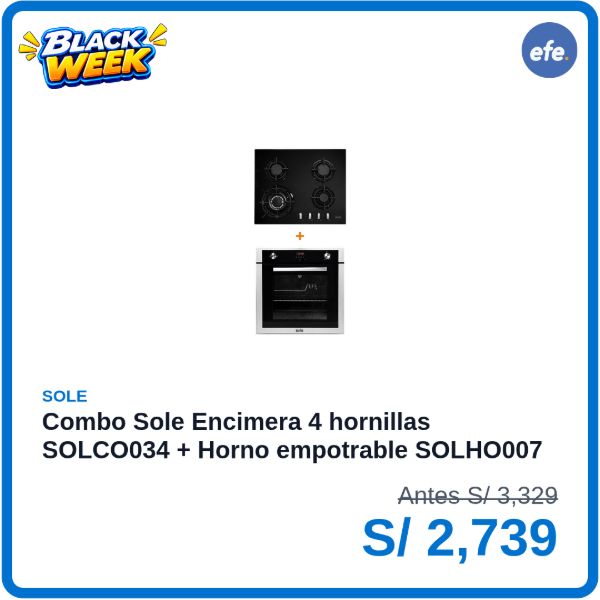 BLACK
WEEK
efe.
SOLE
Combo Sole Encimera 4 hornillas
SOLCO034 + Horno empotrable SOLHO007
Antes S/ 3,329
S/ 2,739